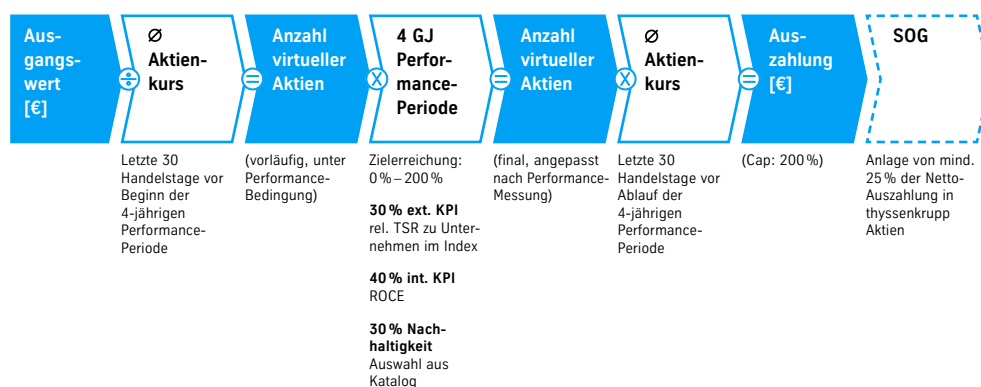 Aus-
gangs-
wert
[€]
÷
Ø
Aktien-
kurs
=
Anzahl
virtueller
Aktien
x
4 GJ
Perfor-
mance-
Periode
=
Anzahl
virtueller
Aktien
x
Ø
Aktien-
kurs
=
Aus-
zahlung
[€]
SOG
Letzte 30
Handelstage vor
Beginn der
4-jährigen
Performance-
Periode
(vorläufig, unter
Performance-
Bedingung)
Zielerreichung:
0 % – 200 %
30 % ext. KPI
rel. TSR zu Unter-
nehmen im Index
40 % int. KPI
ROCE
30 % Nach-
haltigkeit
Auswahl aus
Katalog
(final, angepasst
nach Performance-
Messung)
Letzte 30
Handelstage vor
Ablauf der
4-jährigen
Performance-
Periode
(Cap: 200 %)
Anlage von mind.
25 % der Netto-
Auszahlung in
thyssenkrupp
Aktien